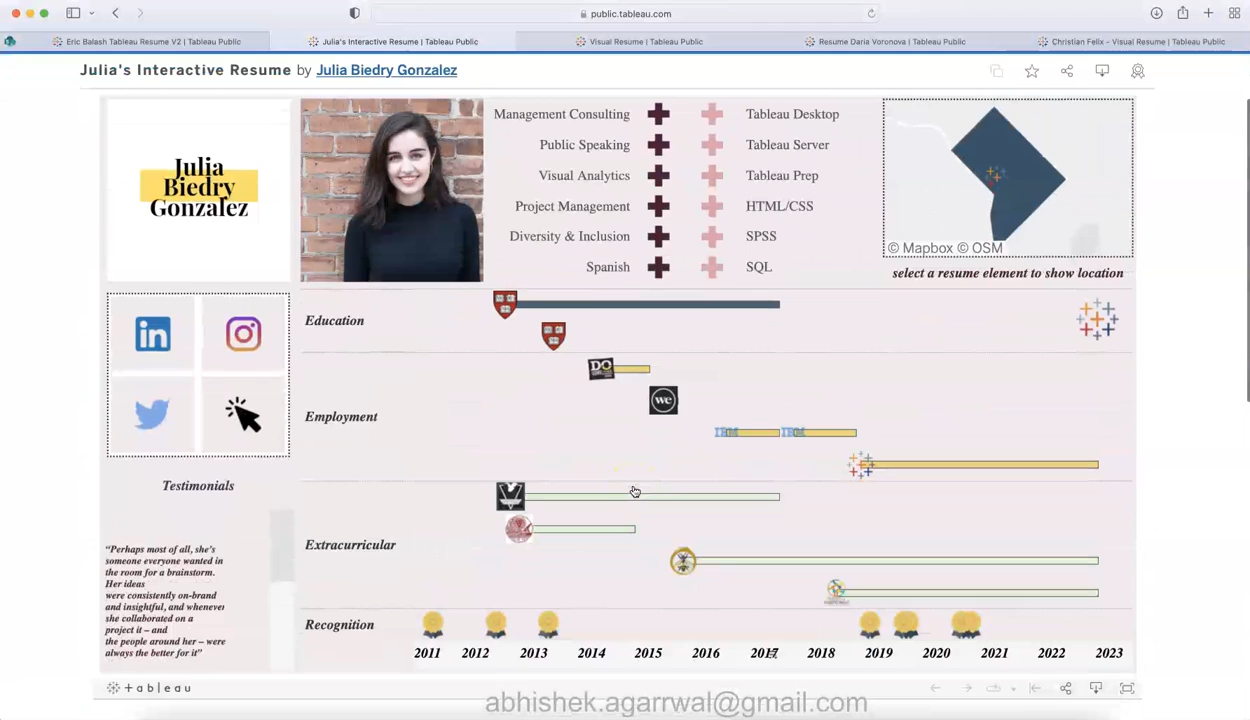 public.tableau.com
Eric Balash Tableau Resume V2 | Tableau Public
Julia's Interactive Resume | Tableau Public
Visual Resume | Tableau Public
Resume Daria Voronova | Tableau Public
Christian Felix - Visual Resume | Tableau Public
Julia's Interactive Resume by Julia Biedry Gonzalez
Julia
Biedry
Gonzalez
Management Consulting
Public Speaking
Visual Analytics
Project Management
Diversity & Inclusion
Spanish
Tableau Desktop
Tableau Server
Tableau Prep
HTML/CSS
SPSS
SQL
© Mapbox © OSM
select a resume element to show location
in
Testimonials
“Perhaps most of all, she's
someone everyone wanted in
the room for a brainstorm.
Her ideas
were consistently on-brand
and insightful, and whenever
she collaborated on a
project it – and
the people around her – were
always the better for it”
Education
Employment
DO
we
IBM
IBM
Extracurricular
Recognition
2011 2012 2013 2014 2015 2016 2017 2018 2019 2020 2021 2022 2023
+ableau
abhishek.agarrwal@gmail.com